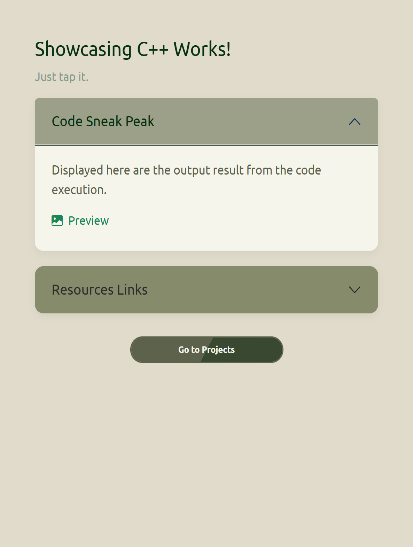 Showcasing C++ Works!
Just tap it.
Code Sneak Peak
Displayed here are the output result from the code
execution.
Preview
Resources Links
Go to Projects